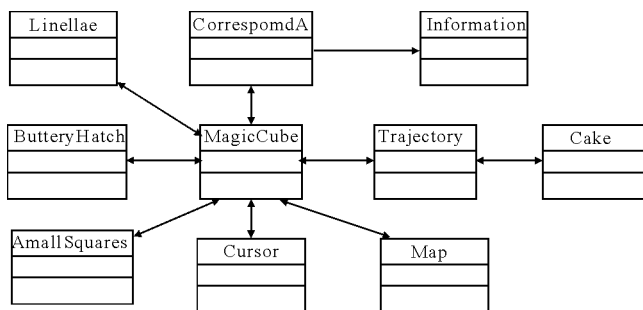 Linellae
CorrespomdA
Information
ButteryHatch
MagicCube
Trajectory
Cake
AmallSquares
Cursor
Map